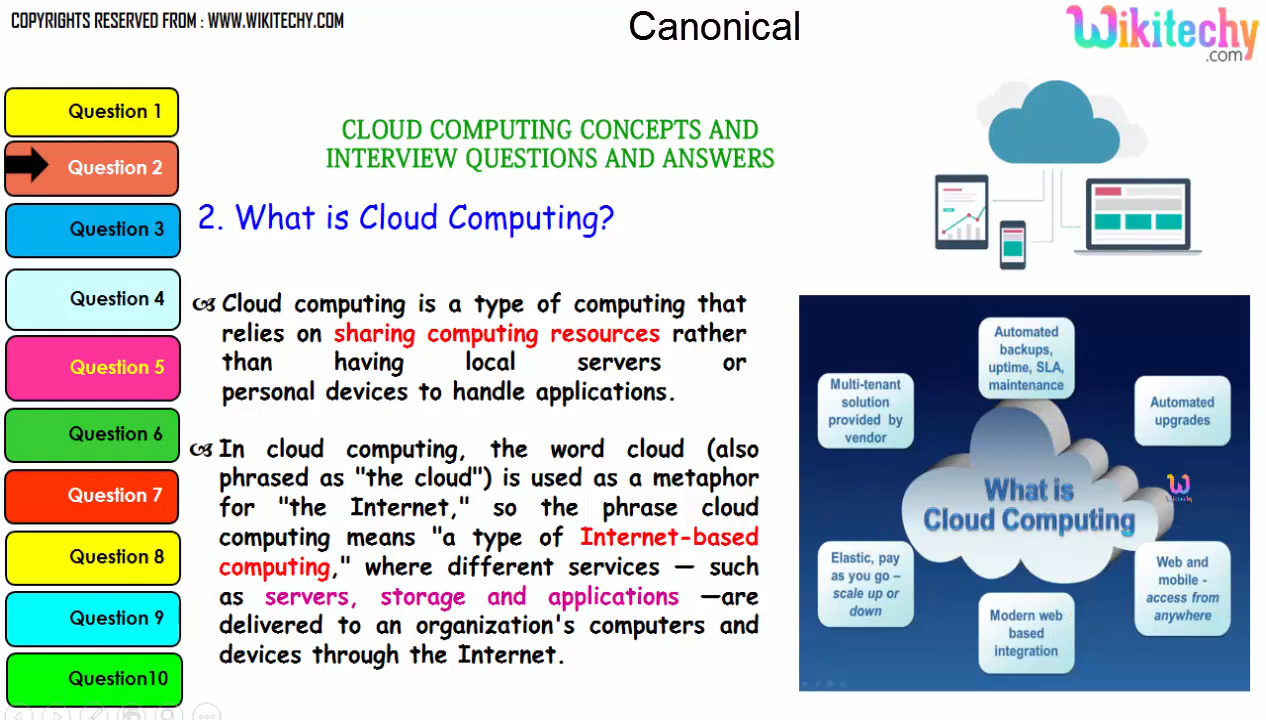 COPYRIGHTS RESERVED FROM : WWW.WIKITECHY.COM
Canonical
Wikitechy
.com
Question 1
Question 2
Question 3
Question 4
Question 5
Question 6
Question 7
Question 8
Question 9
Question10
CLOUD COMPUTING CONCEPTS AND
INTERVIEW QUESTIONS AND ANSWERS
2. What is Cloud Computing?
Cloud computing is a type of computing that
relies on sharing computing resources rather
than having local servers or
personal devices to handle applications.
In cloud computing, the word cloud (also
phrased as "the cloud") is used as a metaphor
for "the Internet," so the phrase cloud
computing means "a type of Internet-based
computing," where different services — such
as servers, storage and applications —are
delivered to an organization's computers and
devices through the Internet.
Automated
backups,
uptime, SLA,
maintenance
Multi-tenant
solution
provided by
vendor
Automated
upgrades
What is
Cloud Computing
W
Wikitechy
Elastic, pay
as you go –
scale up or
down
Web and
mobile -
access from
anywhere
Modern web
based
integration